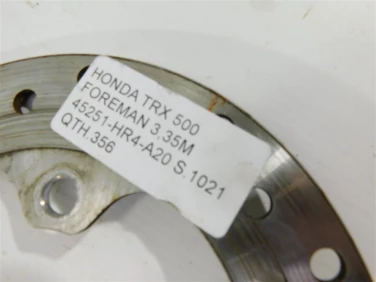 HONDA TRX 500
FOREMAN 3,35M
45251-HR4-A20 S.1021
QTH.356